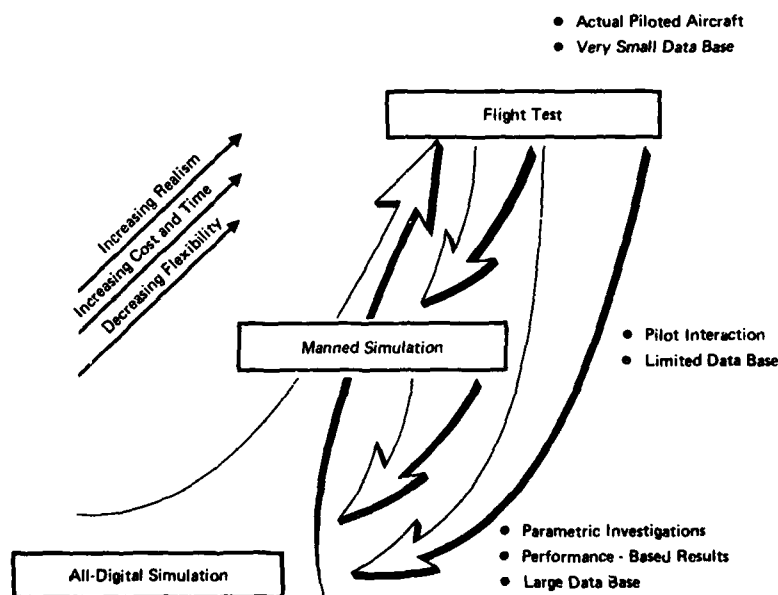 • Actual Piloted Aircraft
• Very Small Data Base
Flight Test
Increasing Realism
Increasing Cost and Time
Decreasing Flexibility
Manned Simulation
• Pilot Interaction
• Limited Data Base
All-Digital Simulation
• Parametric Investigations
• Performance - Based Results
• Large Data Base